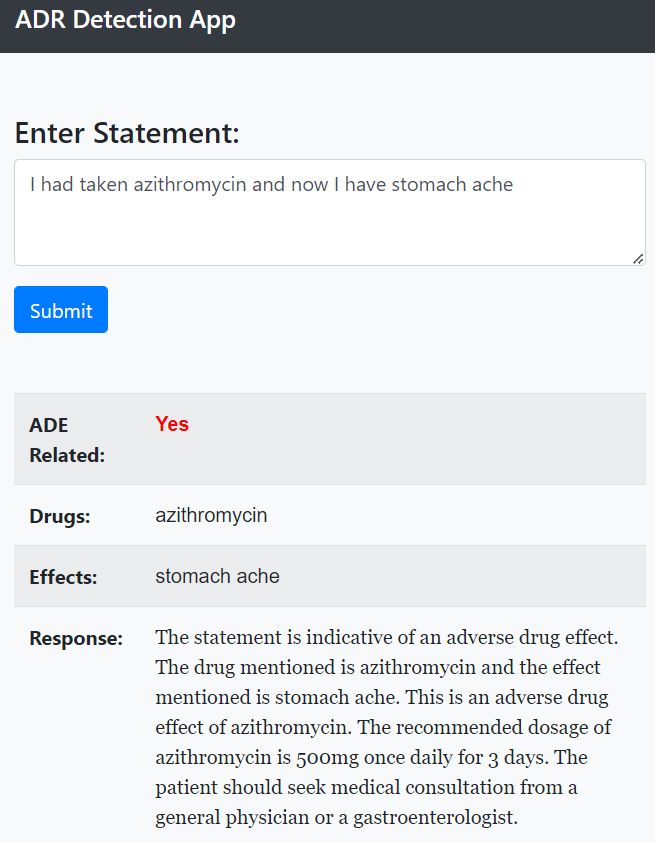 ADR Detection App
Enter Statement:
I had taken azithromycin and now I have stomach ache
Submit
ADE
Related:
Yes
Drugs:
azithromycin
Effects:
stomach ache
Response:
The statement is indicative of an adverse drug effect.
The drug mentioned is azithromycin and the effect
mentioned is stomach ache. This is an adverse drug
effect of azithromycin. The recommended dosage of
azithromycin is 500mg once daily for 3 days. The
patient should seek medical consultation from a
general physician or a gastroenterologist.